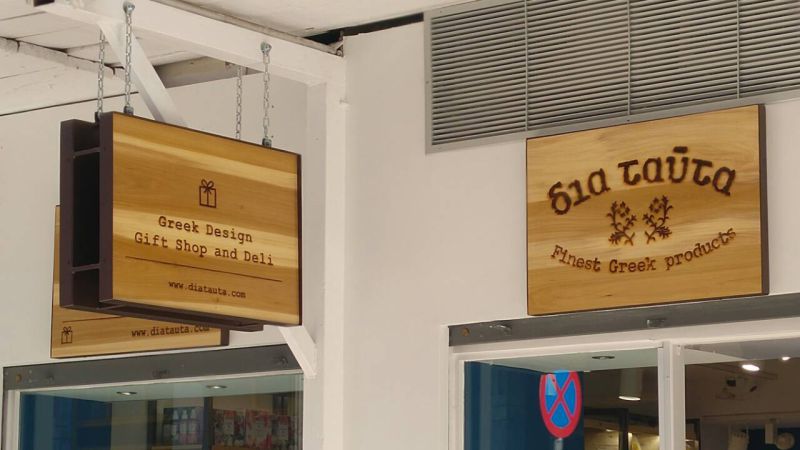 Greek Design
Gift Shop and Deli
www.diatauta.com
www.diatauta.com
δια ταῦτα
Finest Greek products